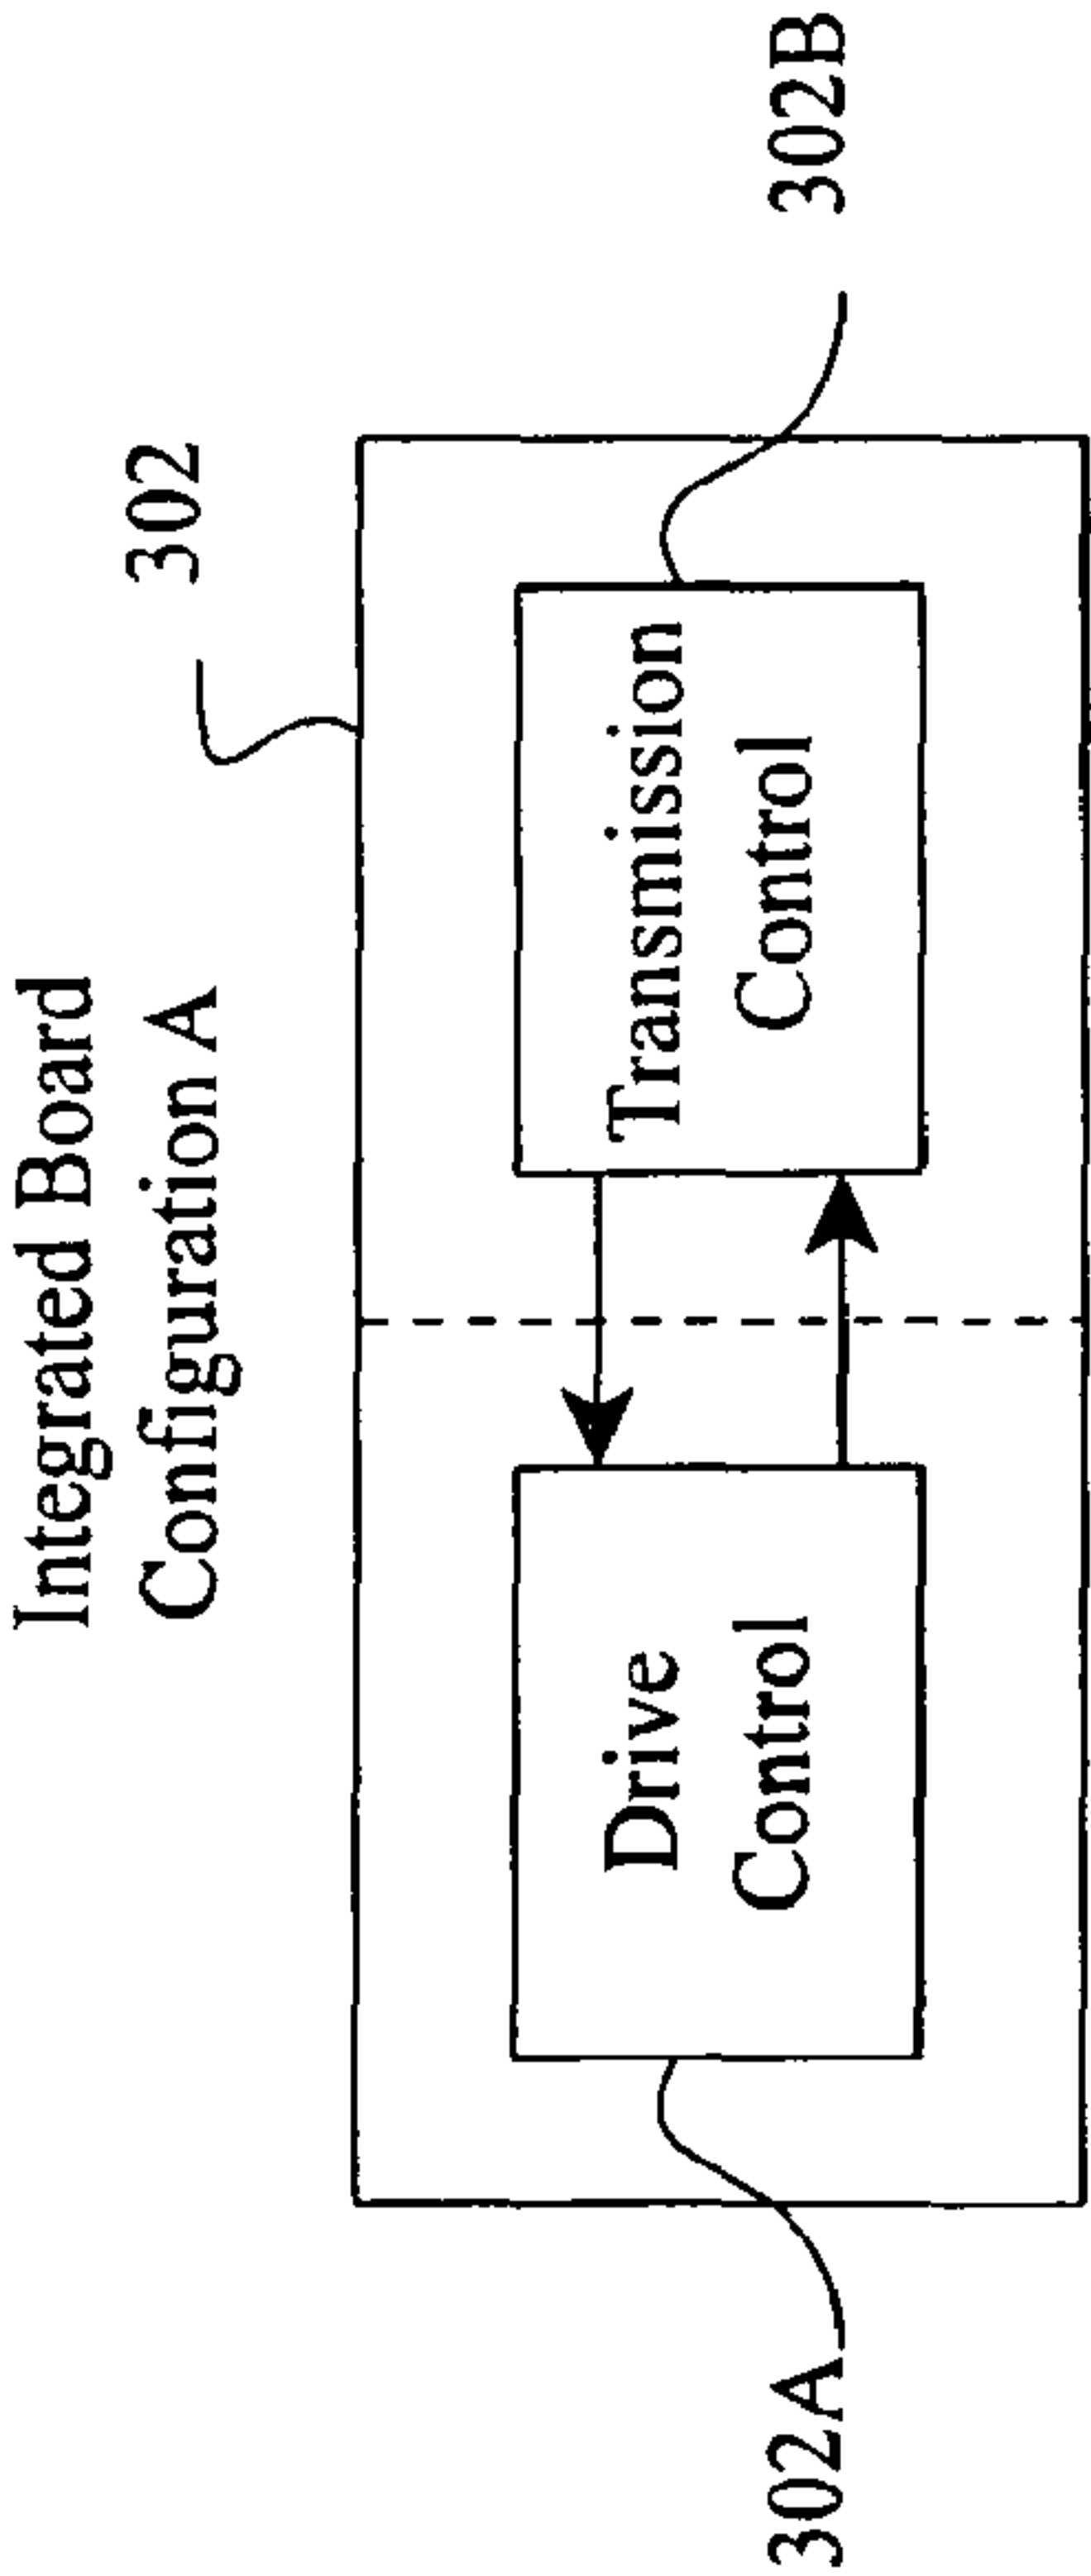 Integrated Board
Configuration A
302
302A
Drive
Control
Transmission
Control
302B